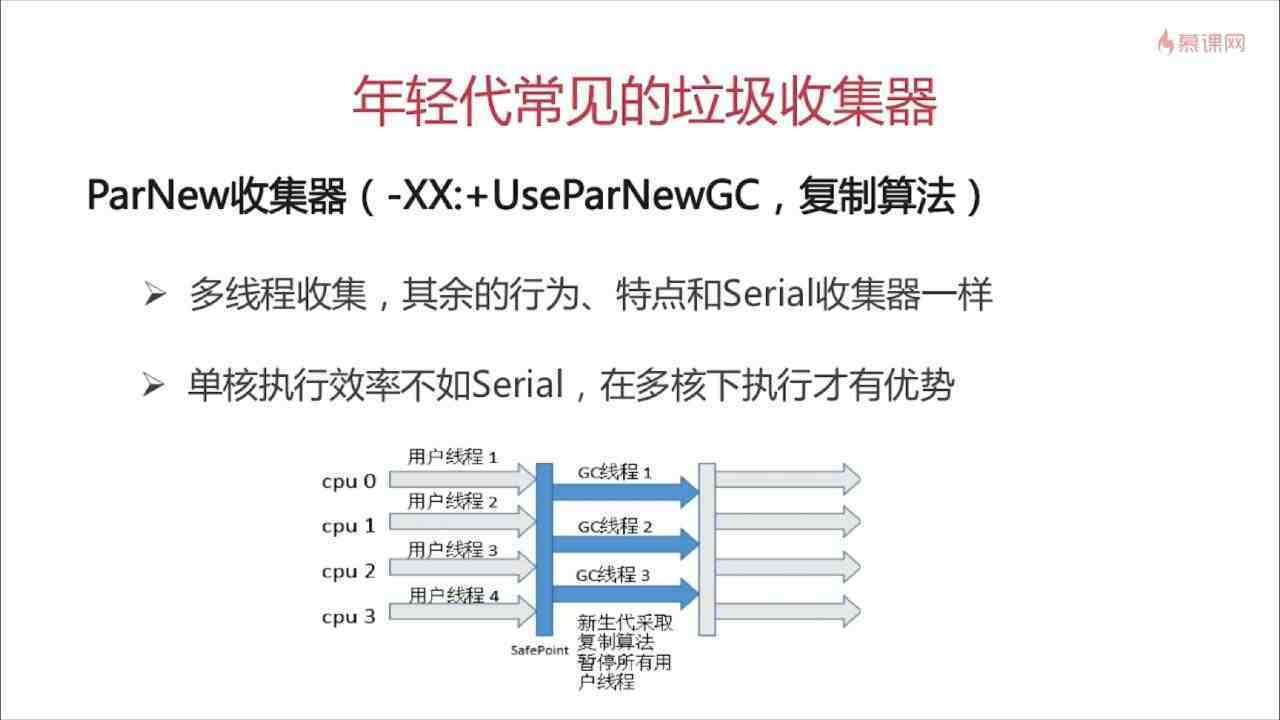 慕课网
年轻代常见的垃圾收集器
ParNew收集器（-XX:+UseParNewGC，复制算法）
➢ 多线程收集，其余的行为、特点和Serial收集器一样
➢ 单核执行效率不如Serial，在多核下执行才有优势
用户线程 1
cpu 0
GC线程 1
用户线程 2
cpu 1
GC线程 2
用户线程 3
cpu 2
GC线程 3
用户线程 4
cpu 3
SafePoint
新生代采取
复制算法
暂停所有用
户线程